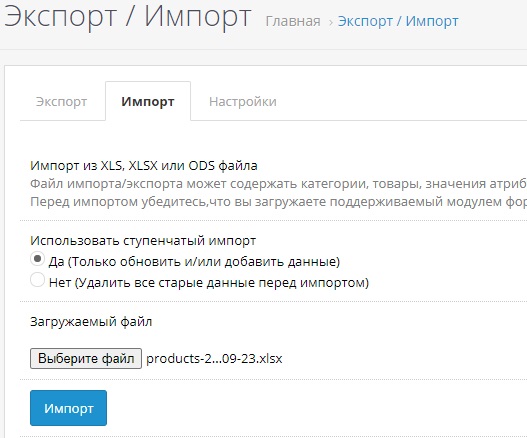 Экспорт / Импорт
Главная › Экспорт / Импорт
Экспорт Импорт Настройки
Импорт из XLS, XLSX или ODS файла
Файл импорта/экспорта может содержать категории, товары, значения атриб
Перед импортом убедитесь,что вы загружаете поддерживаемый модулем фор
Использовать ступенчатый импорт
Да (Только обновить и/или добавить данные)
Нет (Удалить все старые данные перед импортом)
Загружаемый файл
Выберите файл products-2...09-23.xlsx
Импорт